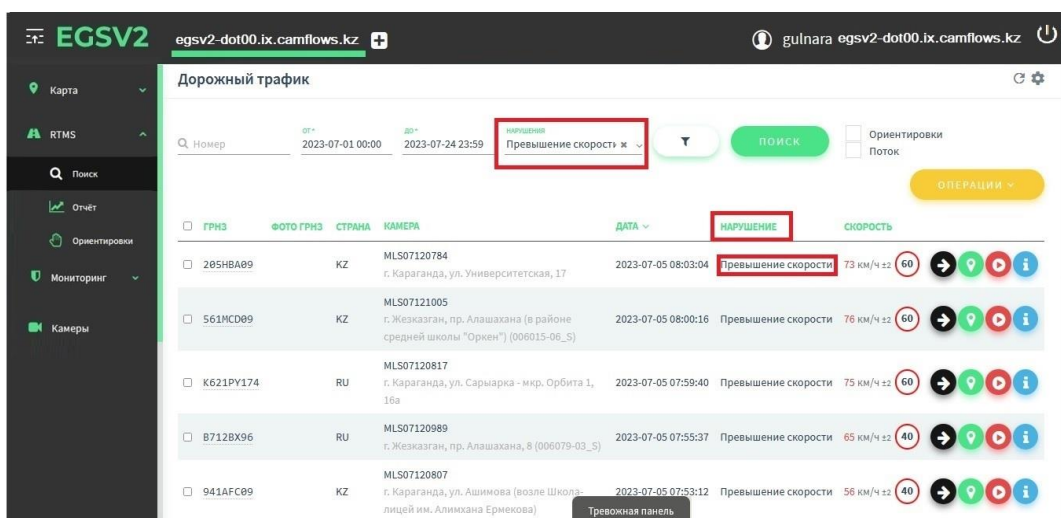 EGSV2
egsv2-dot00.ix.camflows.kz
gulnara egsv2-dot00.ix.camflows.kz
Карта
RTMS
Поиск
Отчёт
Ориентировки
Мониторинг
Камеры
Дорожный трафик
Номер
ОТ *
2023-07-01 00:00
ДО *
2023-07-24 23:59
НАРУШЕНИЯ
Превышение скорости
ПОИСК
Ориентировки
Поток
ОПЕРАЦИИ
ГРНЗ ФОТО ГРНЗ СТРАНА КАМЕРА ДАТА НАРУШЕНИЕ СКОРОСТЬ
MLS07120784
205HBA09 KZ г. Караганда, ул. Университетская, 17 2023-07-05 08:03:04 Превышение скорости 73 км/ч ±2 60
MLS07121005
561MCD09 KZ г. Жезказган, пр. Алашахана (в районе 2023-07-05 08:00:16 Превышение скорости 76 км/ч ±2 60
средней школы "Оркен") (006015-06_S)
MLS07120817
K621PY174 RU г. Караганда, ул. Сарыарка - мкр. Орбита 1, 2023-07-05 07:59:40 Превышение скорости 75 км/ч ±2 60
16а
MLS07120989
B712BX96 RU г. Жезказган, пр. Алашахана, 8 (006079-03_S) 2023-07-05 07:55:37 Превышение скорости 65 км/ч ±2 40
MLS07120807
941AFC09 KZ г. Караганда, ул. Ашимова (возле Школа- 2023-07-05 07:53:12 Превышение скорости 56 км/ч ±2 40
лицей им. Алимхана Ермекова)
Тревожная панель